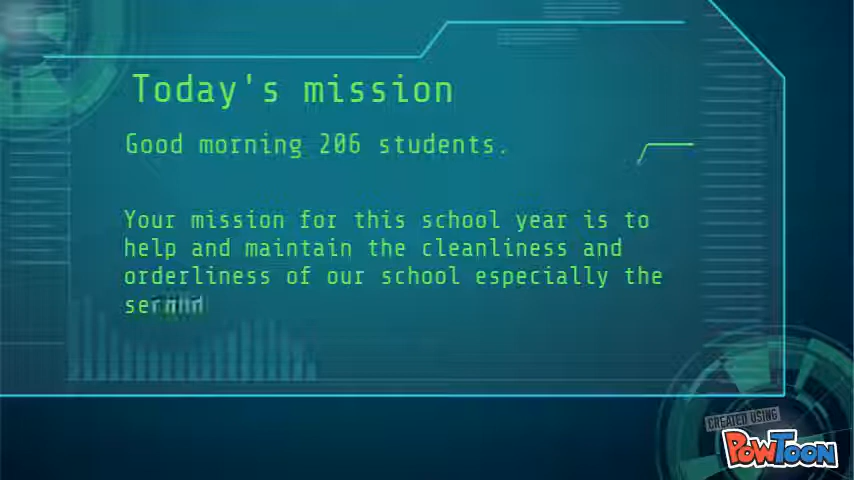 Today's mission
Good morning 206 students.
Your mission for this school year is to
help and maintain the cleanliness and
orderliness of our school especially the
CREATED USING
POWTOON